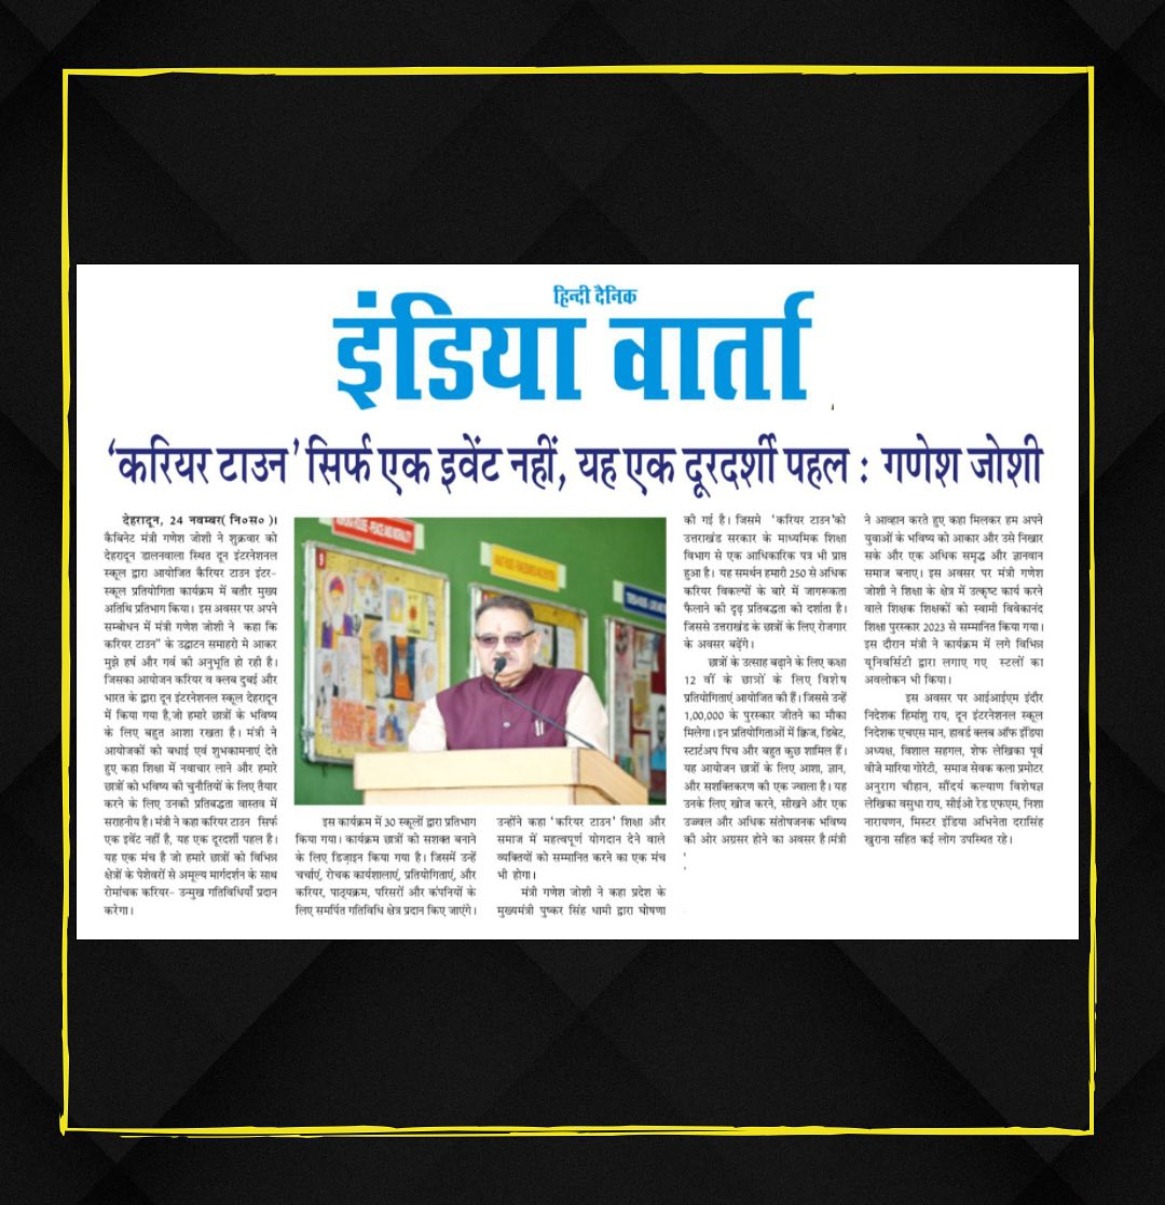 हिन्दी दैनिक
इंडिया वार्ता
‘करियर टाउन’ सिर्फ एक इवेंट नहीं, यह एक दूरदर्शी पहल : गणेश जोशी
देहरादून, 24 नवम्बर( नि०स० )।
कैबिनेट मंत्री गणेश जोशी ने शुक्रवार को
देहरादून डालनवाला स्थित दून इंटरनेशनल
स्कूल द्वारा आयोजित कैरियर टाउन इंटर-
स्कूल प्रतियोगिता कार्यक्रम में बतौर मुख्य
अतिथि प्रतिभाग किया। इस अवसर पर अपने
सम्बोधन में मंत्री गणेश जोशी ने कहा कि
करियर टाउन" के उद्घाटन समाहरो मे आकर
मुझे हर्ष और गर्व की अनुभूति हो रही है।
जिसका आयोजन करियर व क्लब दुबई और
भारत के द्वारा दून इंटरनेशनल स्कूल देहरादून
में किया गया है,जो हमारे छात्रों के भविष्य
के लिए बहुत आशा रखता है। मंत्री ने
आयोजकों को बधाई एवं शुभकामनाएं देते
हुए कहा शिक्षा में नवाचार लाने और हमारे
छात्रों को भविष्य की चुनौतियों के लिए तैयार
करने के लिए उनकी प्रतिबद्धता वास्तव में
सराहनीय है। मंत्री ने कहा करियर टाउन सिर्फ
एक इवेंट नहीं है, यह एक दूरदर्शी पहल है।
यह एक मंच है जो हमारे छात्रों को विभिन्न
क्षेत्रों के पेशेवरों से अमूल्य मार्गदर्शन के साथ
रोमांचक करियर- उन्मुख गतिविधियाँ प्रदान
करेगा।
इस कार्यक्रम में 30 स्कूलों द्वारा प्रतिभाग
किया गया। कार्यक्रम छात्रों को सशक्त बनाने
के लिए डिज़ाइन किया गया है। जिसमें उन्हें
चर्चाएं, रोचक कार्यशालाएं, प्रतियोगिताएं, और
करियर, पाठ्यक्रम, परिसरों और कंपनियों के
लिए समर्पित गतिविधि क्षेत्र प्रदान किए जाएंगे।
उन्होंने कहा 'करियर टाउन' शिक्षा और
समाज में महत्वपूर्ण योगदान देने वाले
व्यक्तियों को सम्मानित करने का एक मंच
भी होगा।
मंत्री गणेश जोशी ने कहा प्रदेश के
मुख्यमंत्री पुष्कर सिंह धामी द्वारा घोषणा
की गई है। जिसमे 'करियर टाउन'को
उत्तराखंड सरकार के माध्यमिक शिक्षा
विभाग से एक आधिकारिक पत्र भी प्राप्त
हुआ है। यह समर्थन हमारी 250 से अधिक
करियर विकल्पों के बारे में जागरूकता
फैलाने की दृढ़ प्रतिबद्धता को दर्शाता है।
जिससे उत्तराखंड के छात्रों के लिए रोजगार
के अवसर बढ़ेंगे।
छात्रों के उत्साह बढ़ाने के लिए कक्षा
12 वीं के छात्रों के लिए विशेष
प्रतियोगिताएं आयोजित की हैं। जिससे उन्हें
1,00,000 के पुरस्कार जीतने का मौका
मिलेगा। इन प्रतियोगिताओं में क्विज, डिबेट,
स्टार्टअप पिच और बहुत कुछ शामिल हैं।
यह आयोजन छात्रों के लिए आशा, ज्ञान,
और सशक्तिकरण की एक ज्वाला है। यह
उनके लिए खोज करने, सीखने और एक
उज्ज्वल और अधिक संतोषजनक भविष्य
की ओर अग्रसर होने का अवसर है।मंत्री
ने आव्हान करते हुए कहा मिलकर हम अपने
युवाओं के भविष्य को आकार और उसे निखार
सके और एक अधिक समृद्ध और ज्ञानवान
समाज बनाए। इस अवसर पर मंत्री गणेश
जोशी ने शिक्षा के क्षेत्र में उत्कृष्ट कार्य करने
वाले शिक्षक शिक्षकों को स्वामी विवेकानंद
शिक्षा पुरस्कार 2023 से सम्मानित किया गया।
इस दौरान मंत्री ने कार्यक्रम में लगे विभिन्न
यूनिवर्सिटी द्वारा लगाए गए स्टलों का
अवलोकन भी किया।
इस अवसर पर आईआईएम इंदौर
निदेशक हिमांशु राय, दून इंटरनेशनल स्कूल
निदेशक एचएस मान, हावर्ड क्लब ऑफ इंडिया
अध्यक्ष, विशाल सहगल, शेफ लेखिका पूर्व
वीजे मारिया गोरेटी, समाज सेवक कला प्रमोटर
अनुराग चौहान, सौंदर्य कल्याण विशेषज्ञ
लेखिका वसुधा राय, सीईओ रेड एफएम, निशा
नारायणन, मिस्टर इंडिया अभिनेता दरासिंह
खुराना सहित कई लोग उपस्थित रहे।